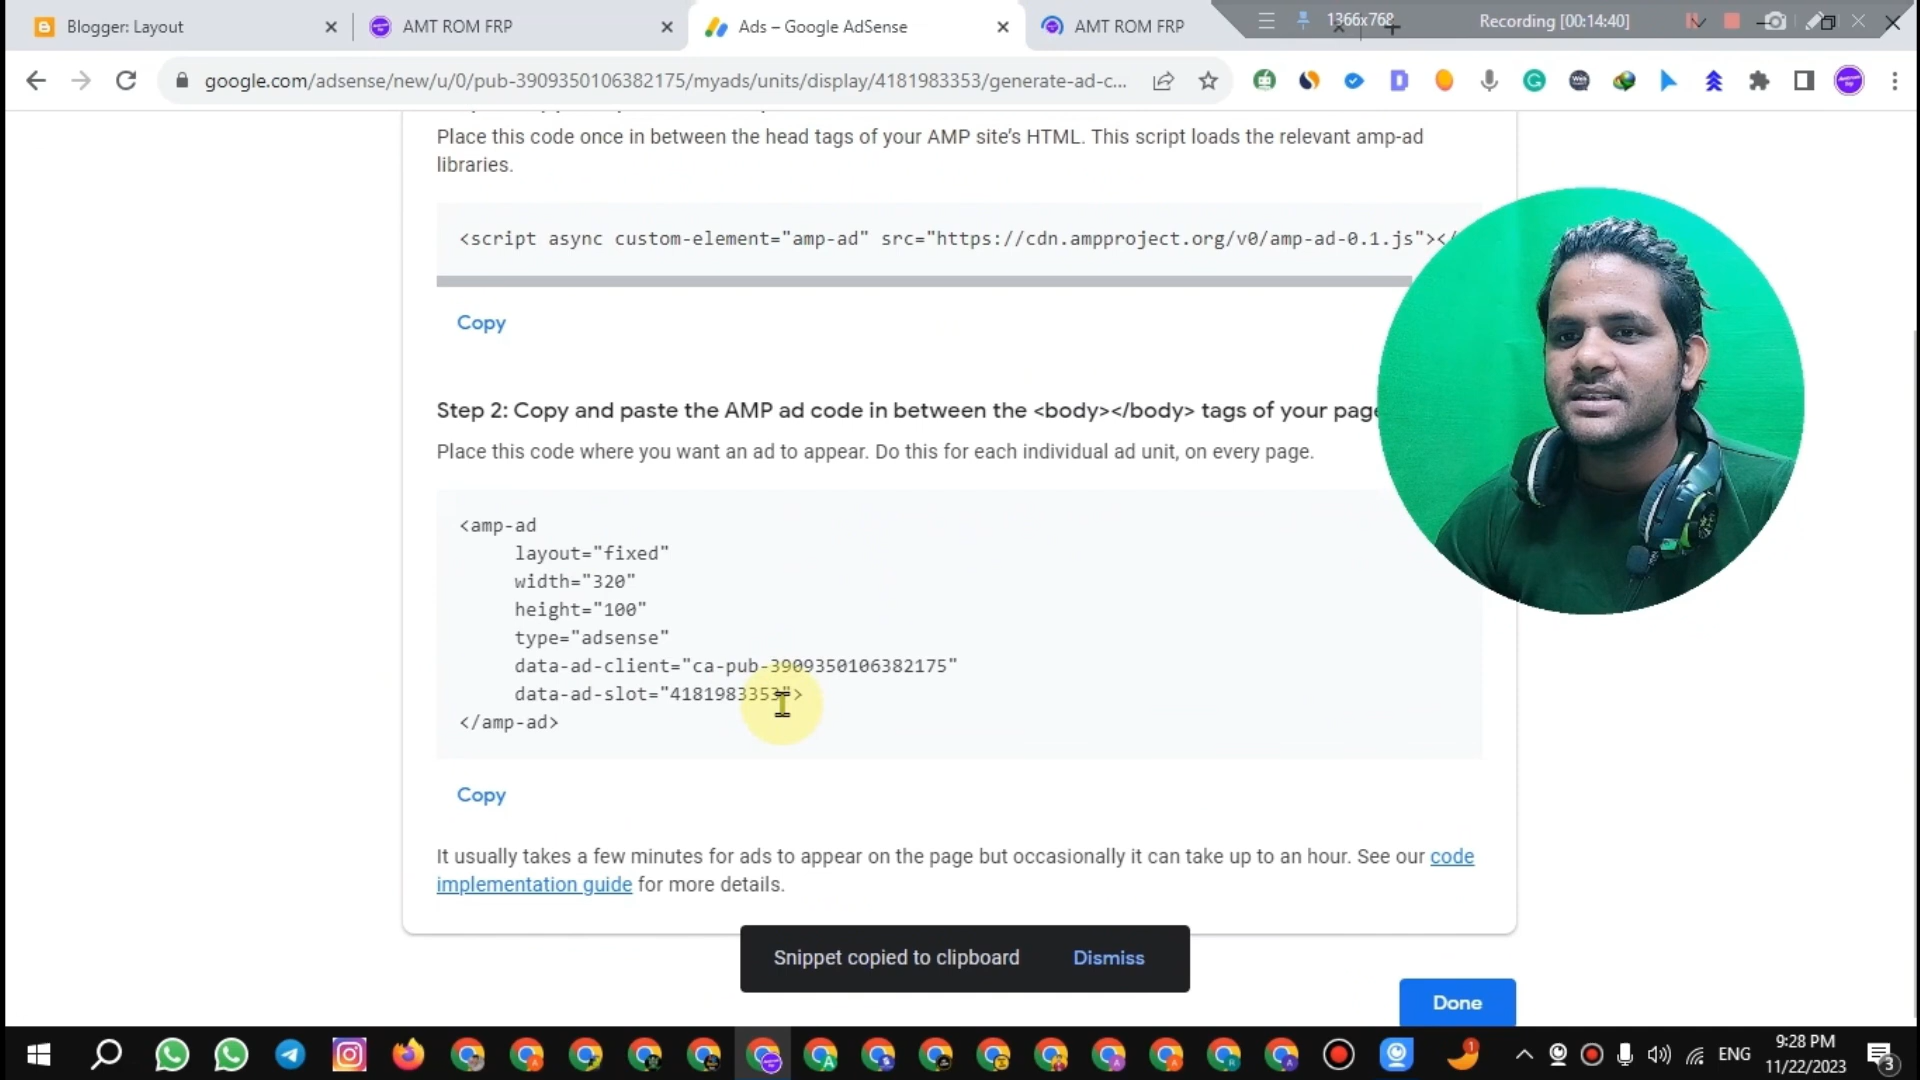 Blogger: Layout
AMT ROM FRP
Ads – Google AdSense
AMT ROM FRP
1366x768
Recording [00:14:40]
google.com/adsense/new/u/0/pub-3909350106382175/myads/units/display/4181983353/generate-ad-c...
Place this code once in between the head tags of your AMP site's HTML. This script loads the relevant amp-ad
libraries.
<script async custom-element="amp-ad" src="https://cdn.ampproject.org/v0/amp-ad-0.1.js"></
Copy
Step 2: Copy and paste the AMP ad code in between the <body></body> tags of your page
Place this code where you want an ad to appear. Do this for each individual ad unit, on every page.
<amp-ad
layout="fixed"
width="320"
height="100"
type="adsense"
data-ad-client="ca-pub-3909350106382175"
data-ad-slot="4181983353">
</amp-ad>
Copy
It usually takes a few minutes for ads to appear on the page but occasionally it can take up to an hour. See our code
implementation guide for more details.
Snippet copied to clipboard
Dismiss
Done
1
ENG
9:28 PM
11/22/2023
3